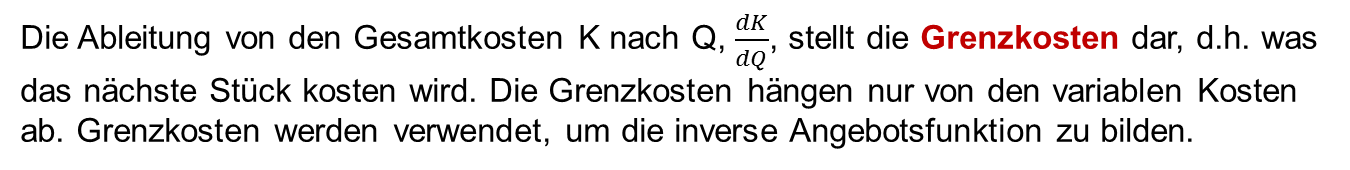 Die Ableitung von den Gesamtkosten K nach Q, dK/dQ, stellt die Grenzkosten dar, d.h. was
das nächste Stück kosten wird. Die Grenzkosten hängen nur von den variablen Kosten
ab. Grenzkosten werden verwendet, um die inverse Angebotsfunktion zu bilden.